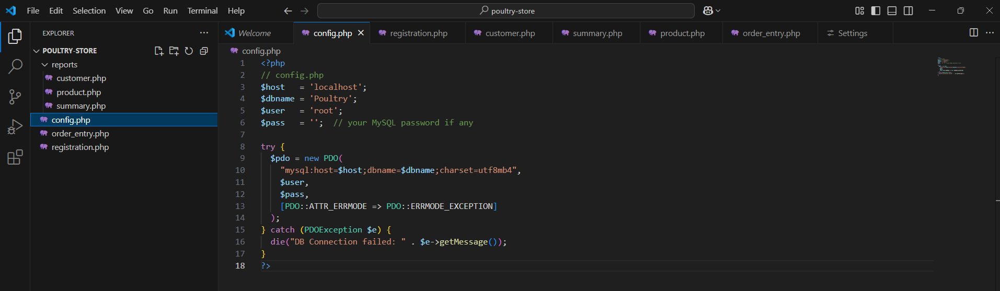 File Edit Selection View Go Run Terminal Help
poultry-store
EXPLORER
POULTRY-STORE
reports
customer.php
product.php
summary.php
config.php
order_entry.php
registration.php
Welcome
config.php
registration.php
customer.php
summary.php
product.php
order_entry.php
Settings
config.php
1 <?php
2 // config.php
3 $host   = 'localhost';
4 $dbname = 'Poultry';
5 $user   = 'root';
6 $pass   = '';  // your MySQL password if any
7
8 try {
9   $pdo = new PDO(
10     "mysql:host=$host;dbname=$dbname;charset=utf8mb4",
11     $user,
12     $pass,
13     [PDO::ATTR_ERRMODE => PDO::ERRMODE_EXCEPTION]
14   );
15 } catch (PDOException $e) {
16   die("DB Connection failed: " . $e->getMessage());
17 }
18 ?>